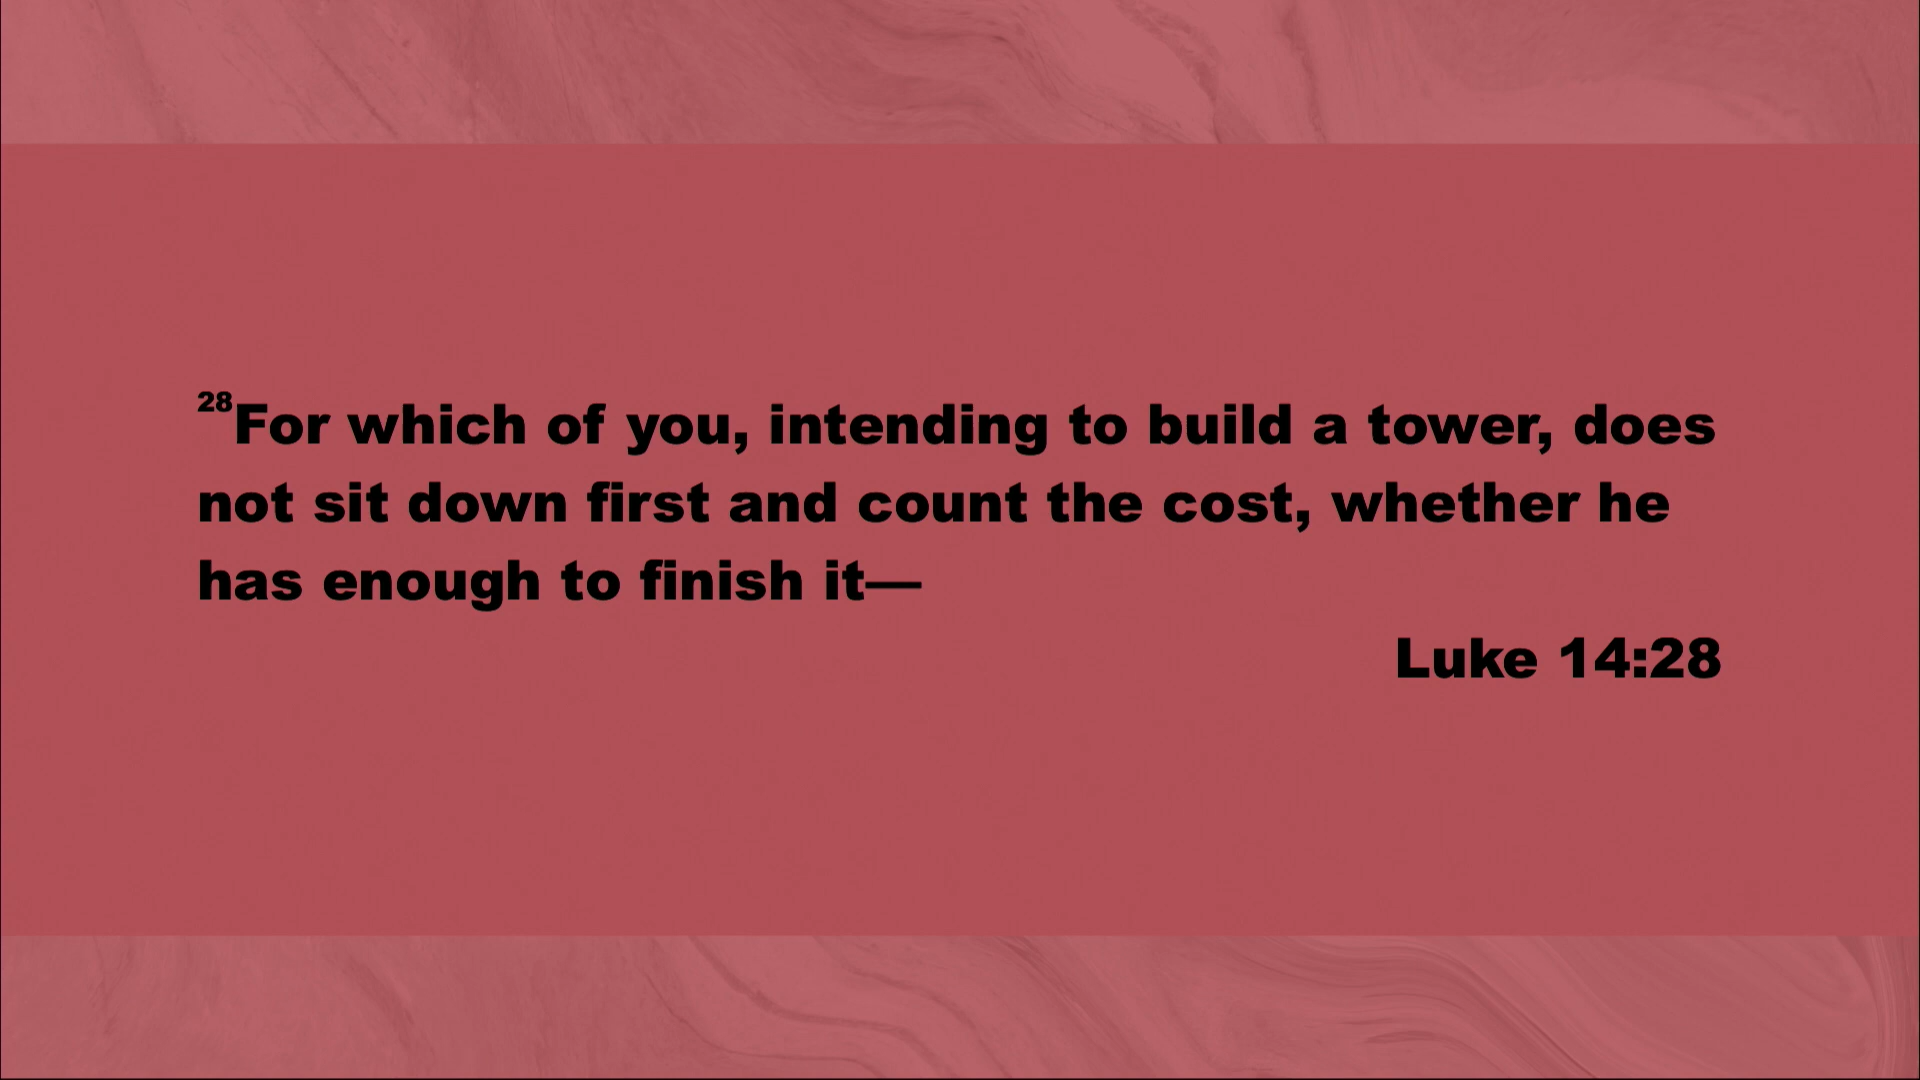 28For which of you, intending to build a tower, does
not sit down first and count the cost, whether he
has enough to finish it—
Luke 14:28